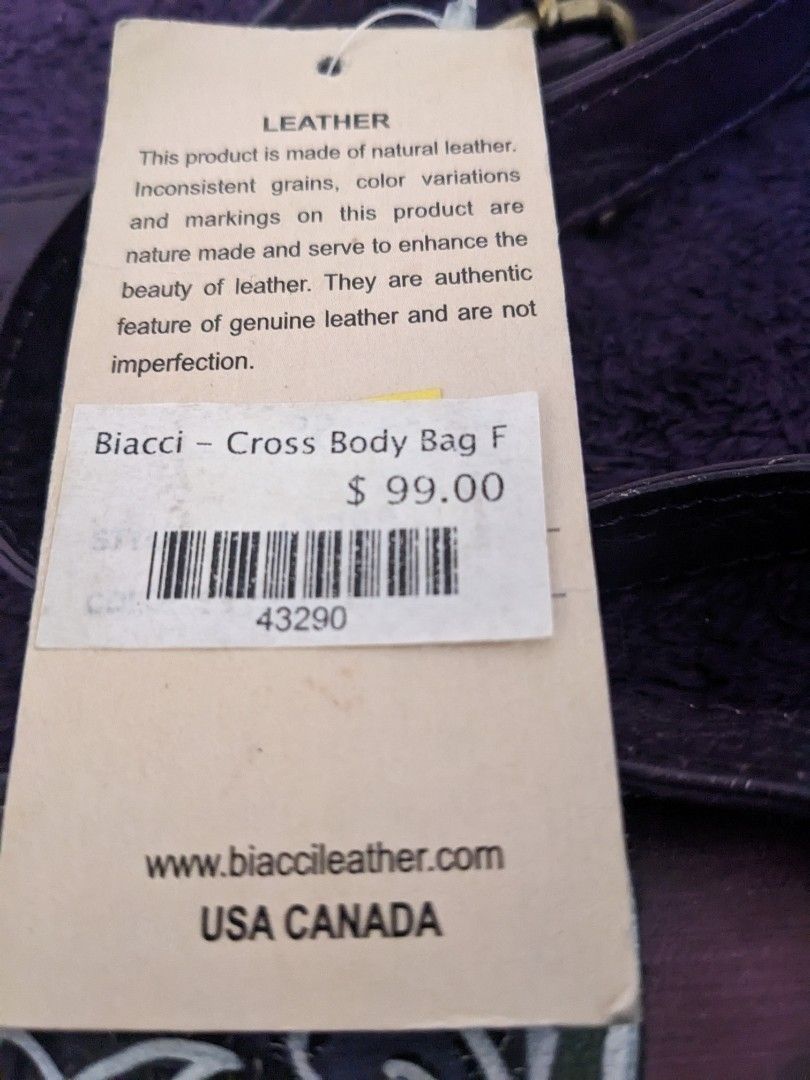 LEATHER
This product is made of natural leather.
Inconsistent grains, color variations
and markings on this product are
nature made and serve to enhance the
beauty of leather. They are authentic
feature of genuine leather and are not
imperfection.
Biacci – Cross Body Bag F
$ 99.00
43290
www.biaccileather.com
USA CANADA